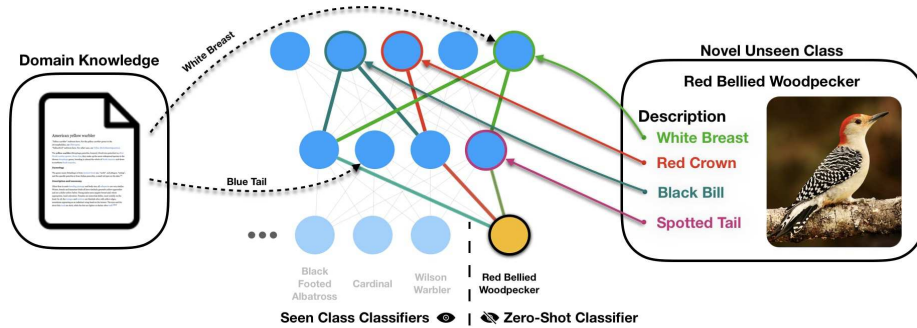 Domain Knowledge
American yellow warbler
White Breast
Blue Tail
Black
Footed
Albatross
Cardinal
Wilson
Warbler
Red Bellied
Woodpecker
Seen Class Classifiers
Zero-Shot Classifier
Novel Unseen Class
Red Bellied Woodpecker
Description
White Breast
Red Crown
Black Bill
Spotted Tail